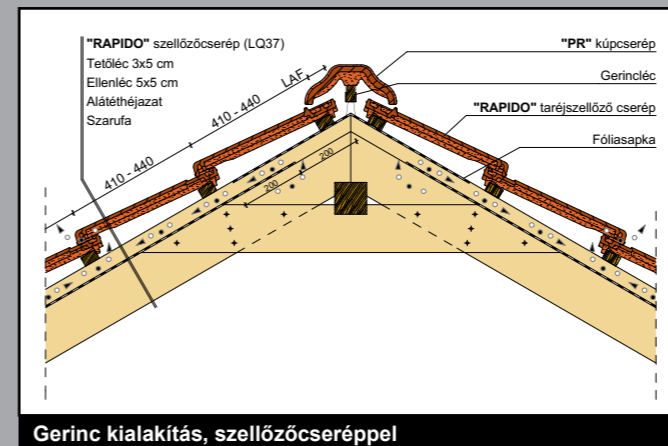 "RAPIDO" szellőzőcserép (LQ37)
Tetőléc 3x5 cm
Ellenléc 5x5 cm
Alátéthéjazat
Szarufa
"PR" kúpcserép
Gerincléc
"RAPIDO" taréjszellőző cserép
Fóliasapka
LAF
410 - 440
410 - 440
200
200
Gerinc kialakítás, szellőzőcseréppel